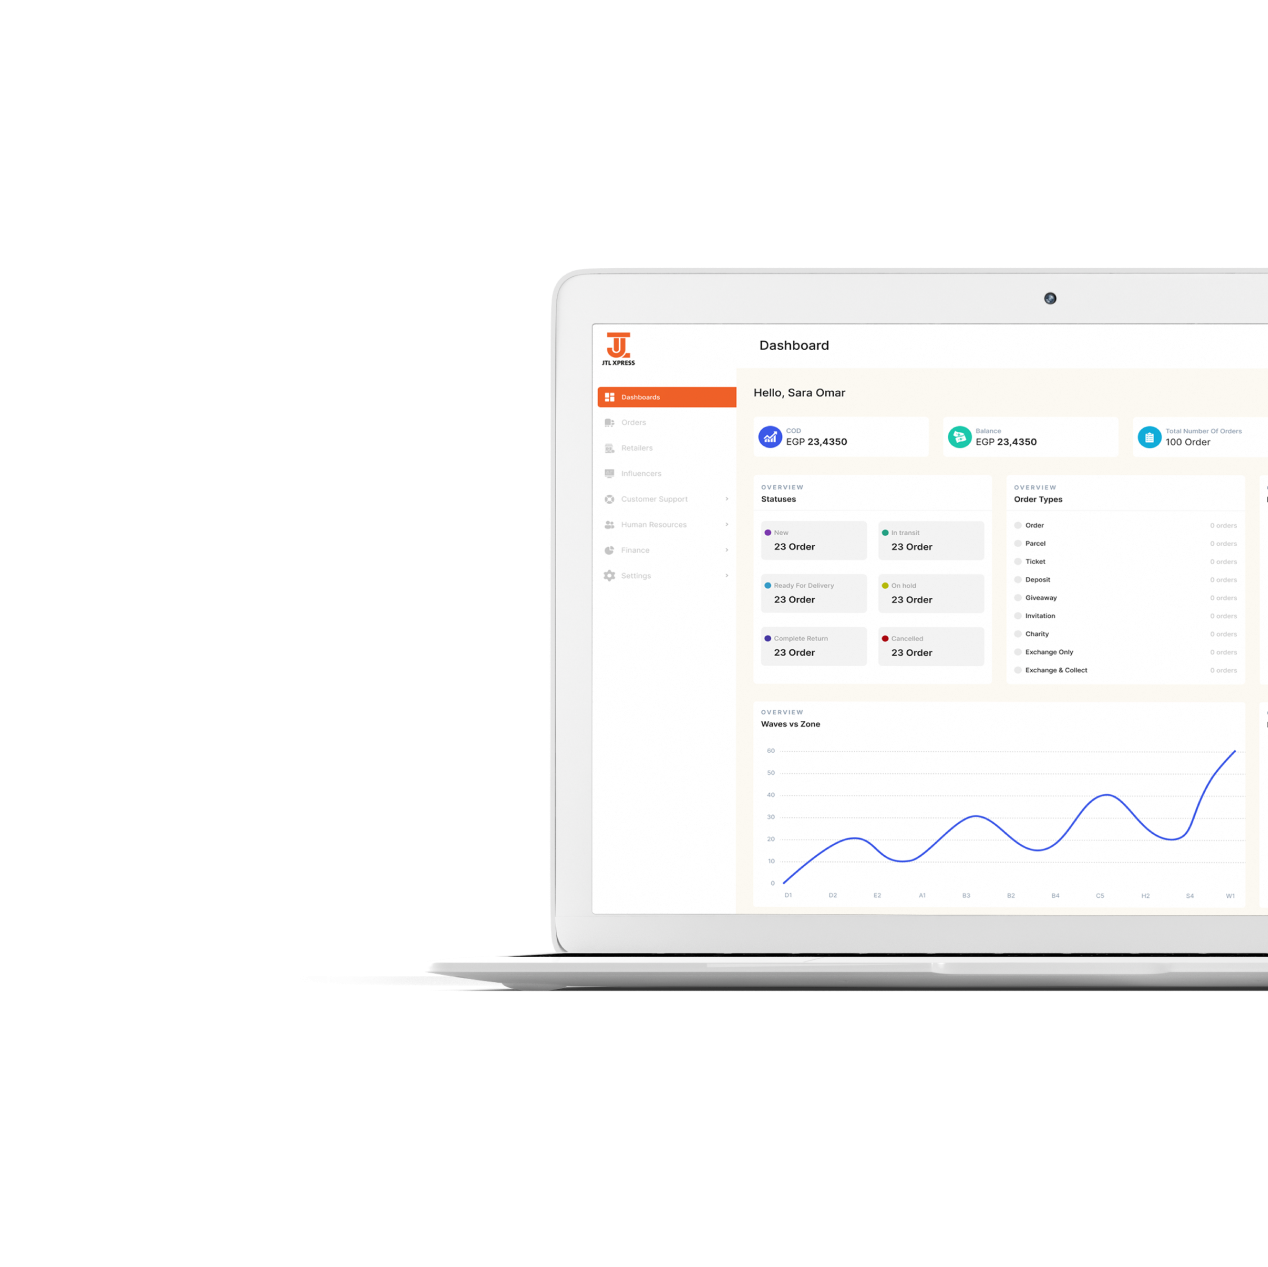 JTL XPRESS
Dashboard
Dashboards
Orders
Retailers
Influencers
Customer Support
Human Resources
Finance
Settings
Hello, Sara Omar
COD
EGP 23,4350
Balance
EGP 23,4350
Total Number Of Orders
100 Order
OVERVIEW
Statuses
New
23 Order
In transit
23 Order
Ready For Delivery
23 Order
On hold
23 Order
Complete Return
23 Order
Cancelled
23 Order
OVERVIEW
Order Types
Order 0 orders
Parcel 0 orders
Ticket 0 orders
Deposit 0 orders
Giveaway 0 orders
Invitation 0 orders
Charity 0 orders
Exchange Only 0 orders
Exchange & Collect 0 orders
OVERVIEW
Waves vs Zone
60
50
40
30
20
10
0
D1 D2 E2 A1 B3 B2 B4 C5 H2 S4 W1